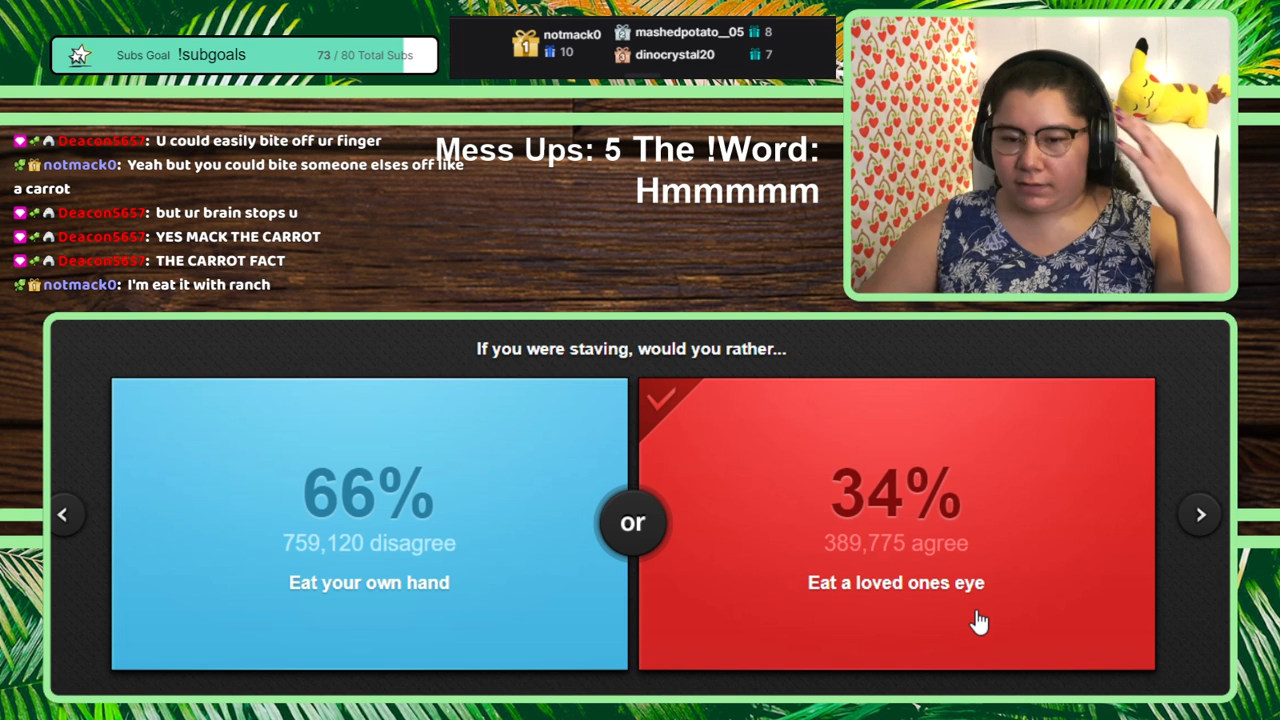 Subs Goal !subgoals 73 / 80 Total Subs
1 notmack0 10
2 mashedpotato__05 8
3 dinocrystal20 7
Deacon5657: U could easily bite off ur finger
notmack0: Yeah but you could bite someone elses off like
a carrot
Deacon5657: but ur brain stops u
Deacon5657: YES MACK THE CARROT
Deacon5657: THE CARROT FACT
notmack0: I'm eat it with ranch
Mess Ups: 5 The !Word:
Hmmmmm
If you were staving, would you rather...
66%
759,120 disagree
Eat your own hand
or
34%
389,775 agree
Eat a loved ones eye